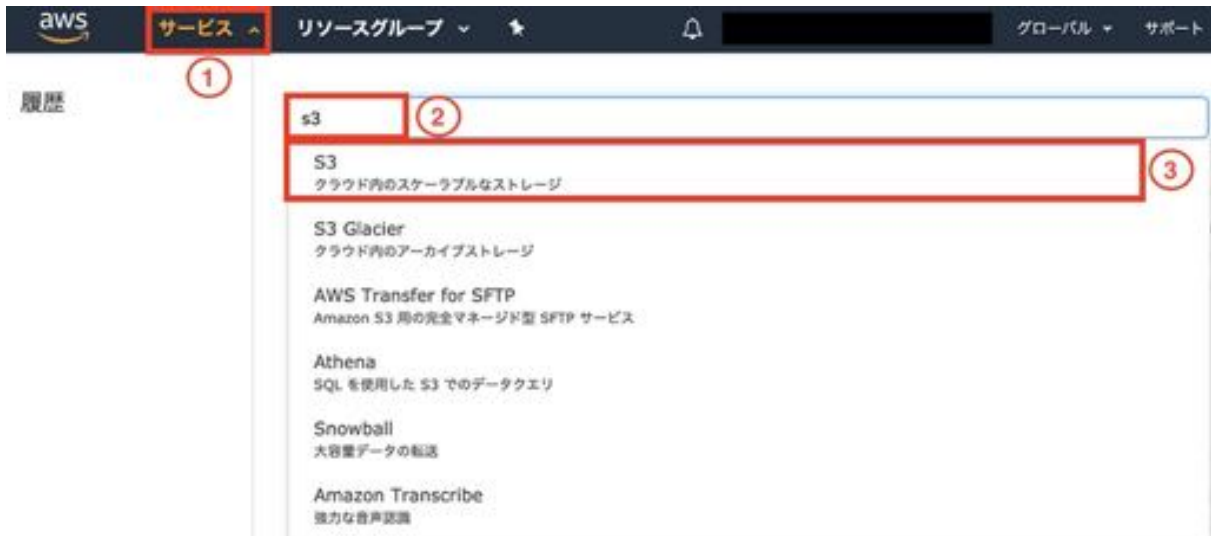 aws サービス リソースグループ グローバル サポート
①
履歴
s3 ②
S3
クラウド内のスケーラブルなストレージ
③
S3 Glacier
クラウド内のアーカイブストレージ
AWS Transfer for SFTP
Amazon S3 用の完全マネージド型 SFTP サービス
Athena
SQL を使用した S3 でのデータクエリ
Snowball
大容量データの転送
Amazon Transcribe
強力な音声認識